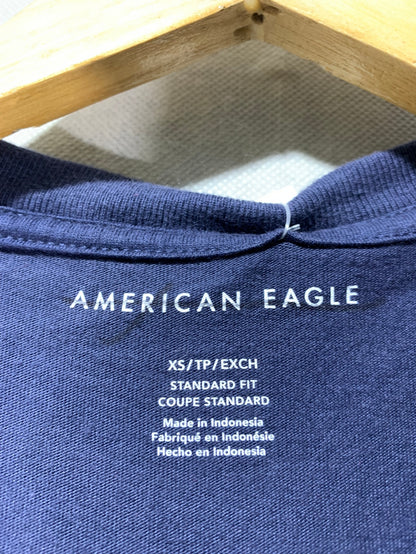 AMERICAN EAGLE
XS/TP/EXCH
STANDARD FIT
COUPE STANDARD
Made in Indonesia
Fabriqué en Indonésie
Hecho en Indonesia